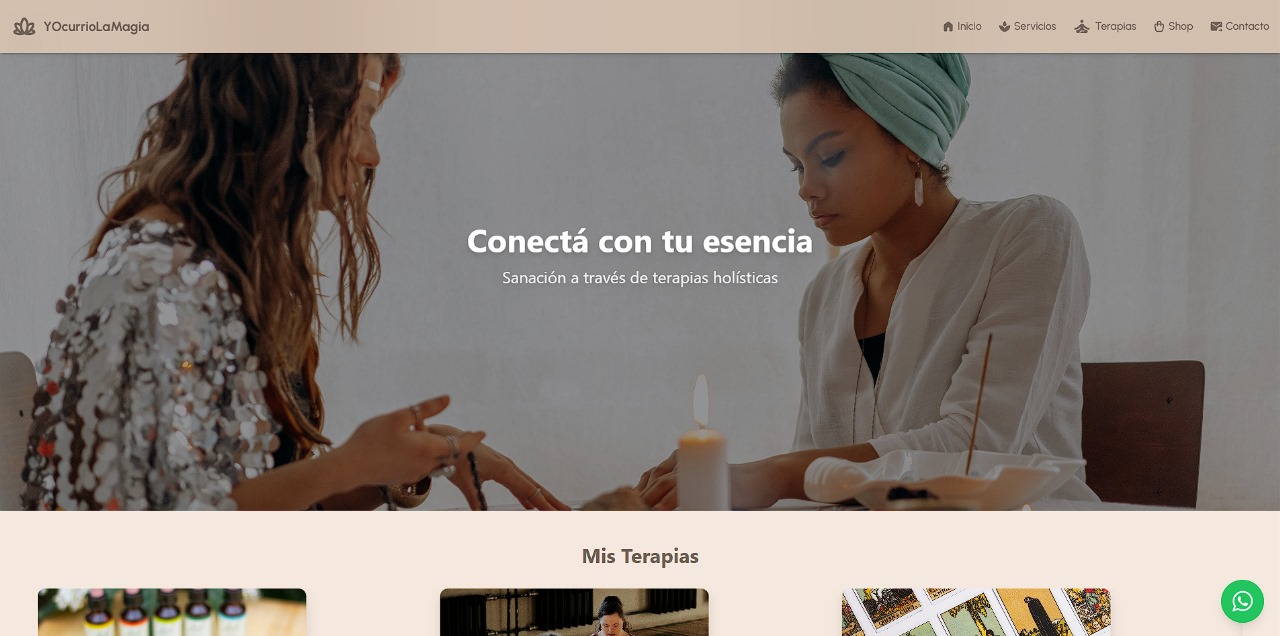 YOcurrioLaMagia
Inicio
Servicios
Terapias
Shop
Contacto
Conectá con tu esencia
Sanación a través de terapias holísticas
Mis Terapias